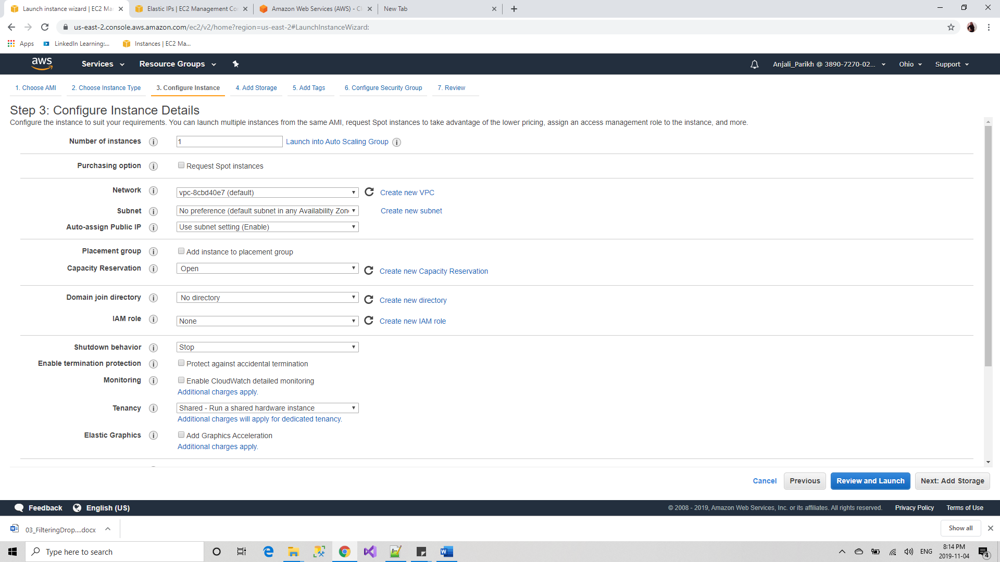 Launch instance wizard | EC2 Ma
Elastic IPs | EC2 Management Co
Amazon Web Services (AWS) - Cl
New Tab
us-east-2.console.aws.amazon.com/ec2/v2/home?region=us-east-2#LaunchInstanceWizard:
Apps
LinkedIn Learning:...
Instances | EC2 Ma...
aws
Services
Resource Groups
Anjali_Parikh @ 3890-7270-02...
Ohio
Support
1. Choose AMI
2. Choose Instance Type
3. Configure Instance
4. Add Storage
5. Add Tags
6. Configure Security Group
7. Review
Step 3: Configure Instance Details
Configure the instance to suit your requirements. You can launch multiple instances from the same AMI, request Spot instances to take advantage of the lower pricing, assign an access management role to the instance, and more.
Number of instances
1
Launch into Auto Scaling Group
Purchasing option
Request Spot instances
Network
vpc-8cbd40e7 (default)
Create new VPC
Subnet
No preference (default subnet in any Availability Zon
Create new subnet
Auto-assign Public IP
Use subnet setting (Enable)
Placement group
Add instance to placement group
Capacity Reservation
Open
Create new Capacity Reservation
Domain join directory
No directory
Create new directory
IAM role
None
Create new IAM role
Shutdown behavior
Stop
Enable termination protection
Protect against accidental termination
Monitoring
Enable CloudWatch detailed monitoring
Additional charges apply.
Tenancy
Shared - Run a shared hardware instance
Additional charges will apply for dedicated tenancy.
Elastic Graphics
Add Graphics Acceleration
Additional charges apply.
Cancel
Previous
Review and Launch
Next: Add Storage
Feedback
English (US)
© 2008 - 2019, Amazon Web Services, Inc. or its affiliates. All rights reserved.
Privacy Policy
Terms of Use
03_FilteringDrop....docx
Show all
Type here to search
ENG
8:14 PM
2019-11-04
4